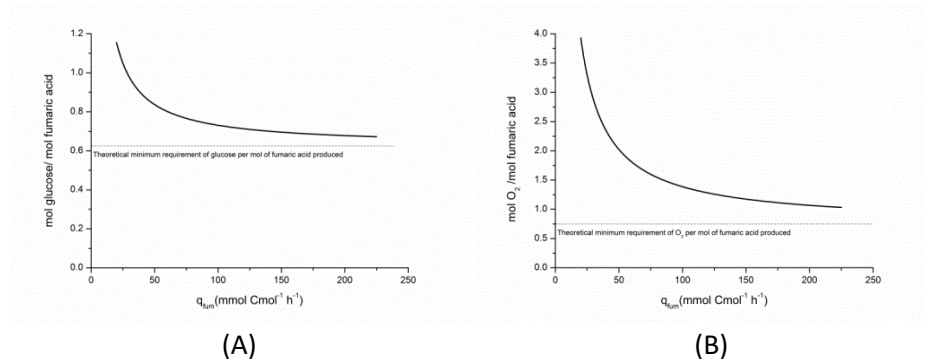 1.2
1.0
0.8
0.6
0.4
0.2
0.0
mol glucose/ mol fumaric acid
Theoretical minimum requirement of glucose per mol of fumaric acid produced
0 50 100 150 200 250
q_fum(mmol Cmol⁻¹ h⁻¹)
(A)
4.0
3.5
3.0
2.5
2.0
1.5
1.0
0.5
0.0
mol O₂ /mol fumaric acid
Theoretical minimum requirement of O₂ per mol of fumaric acid produced
0 50 100 150 200 250
q_fum(mmol Cmol⁻¹ h⁻¹)
(B)